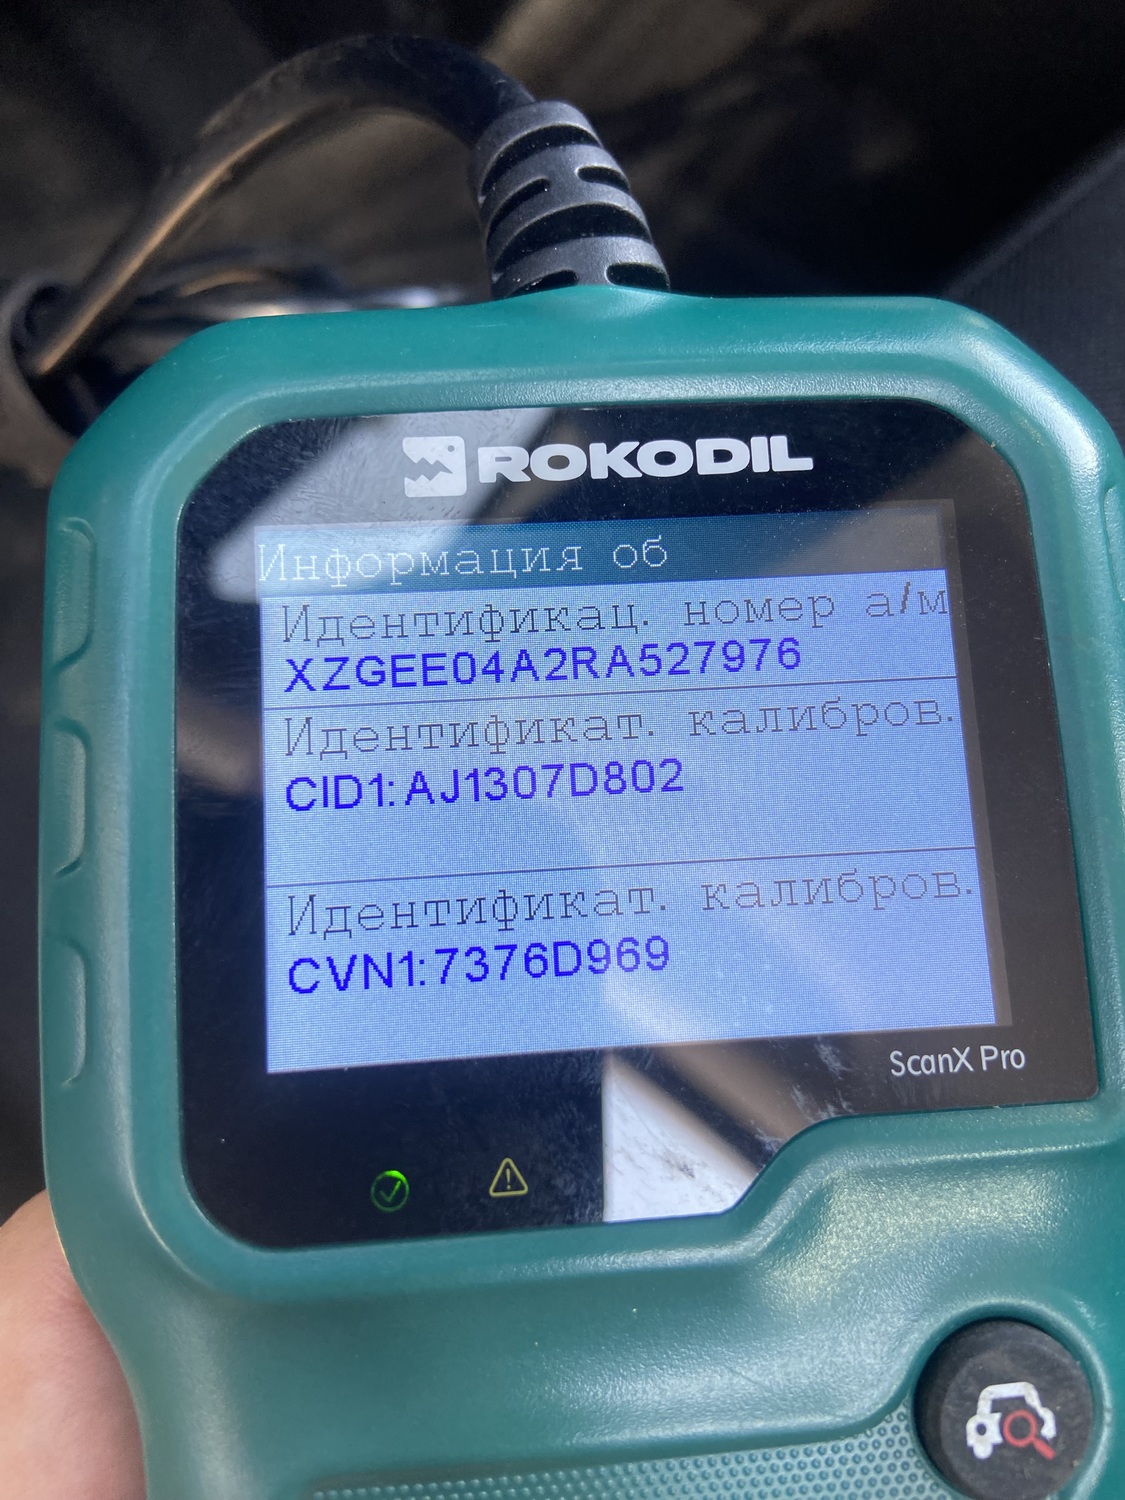 ROKODIL
Информация об
Идентификац. номер а/м
XZGEE04A2RA527976
Идентификат. калибров.
CID1:AJ1307D802
Идентификат. калибров.
CVN1:7376D969
ScanX Pro